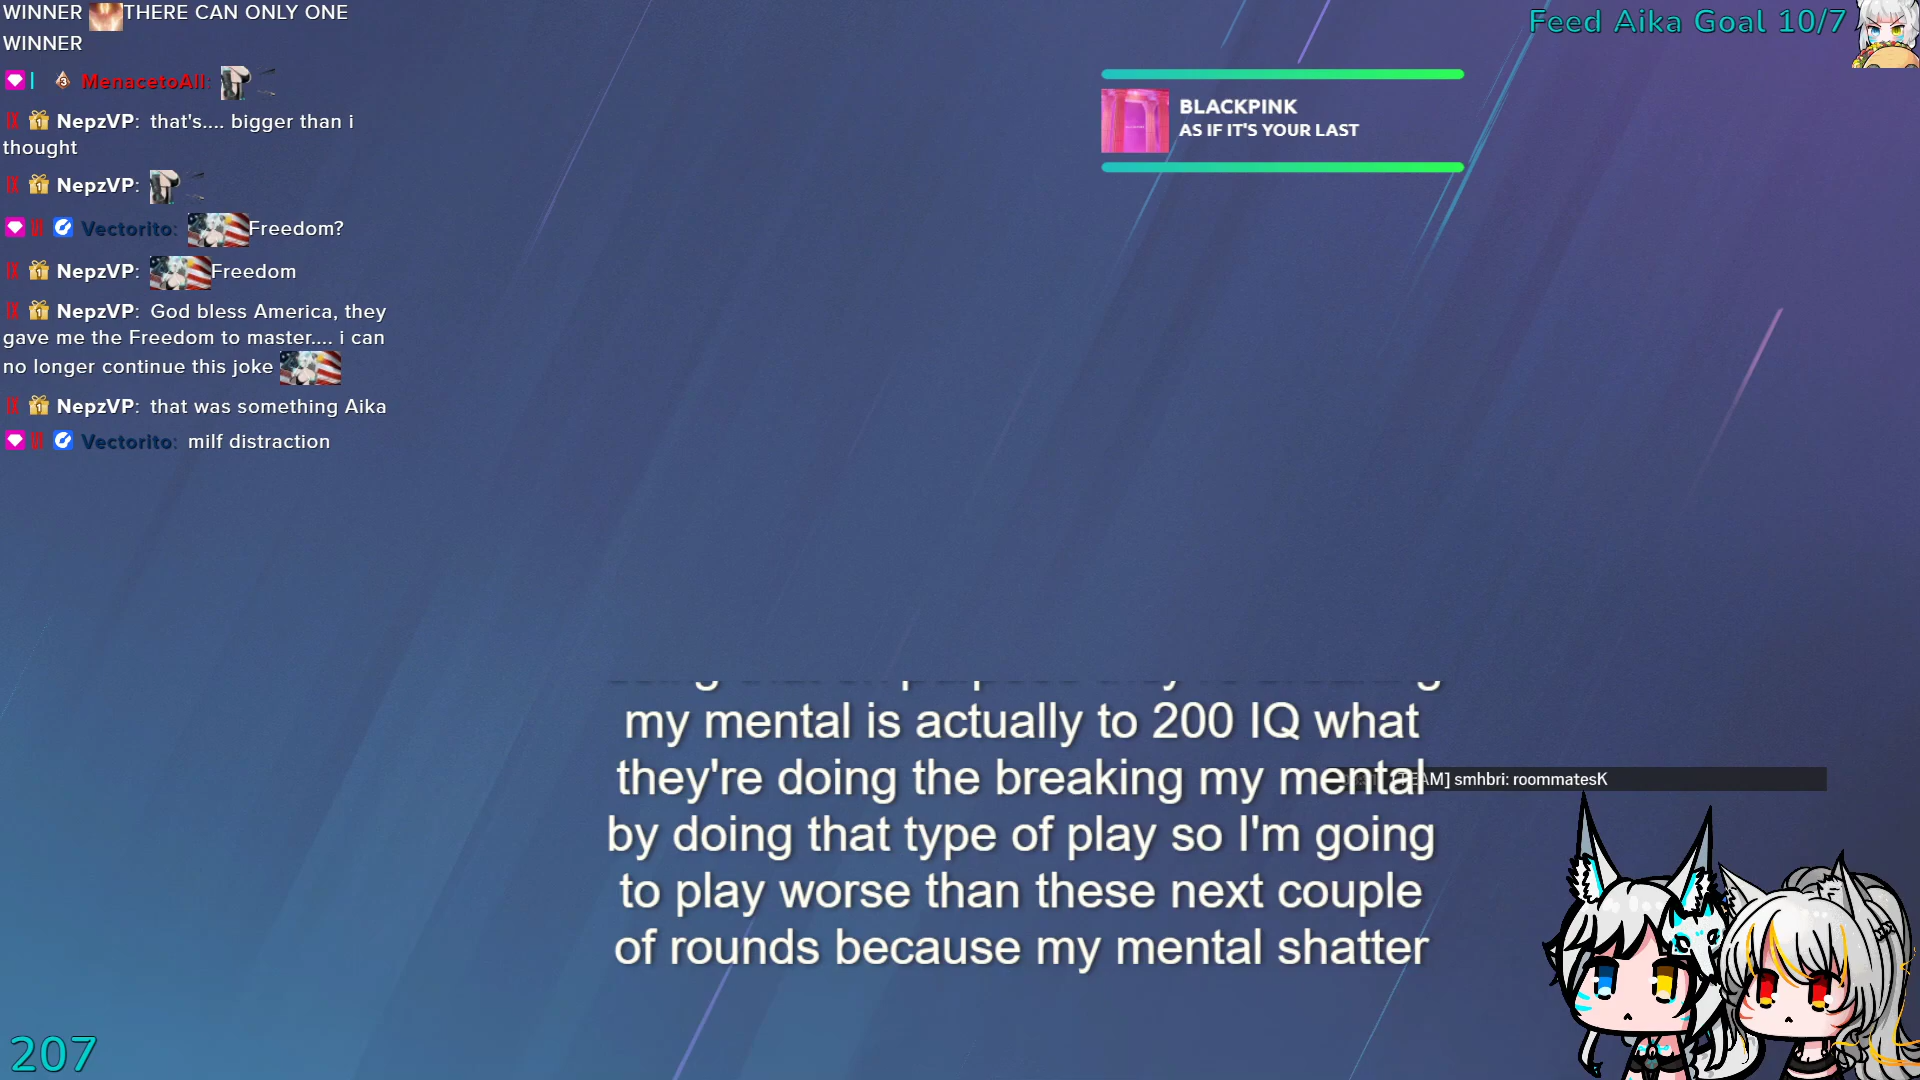 WINNER THERE CAN ONLY ONE
WINNER
MenacetoAll:
NepzVP: that's.... bigger than i
thought
NepzVP:
Vectorito: Freedom?
NepzVP: Freedom
NepzVP: God bless America, they
gave me the Freedom to master.... i can
no longer continue this joke
NepzVP: that was something Aika
Vectorito: milf distraction
Feed Aika Goal 10/7
BLACKPINK
AS IF IT'S YOUR LAST
my mental is actually to 200 IQ what
they're doing the breaking my mental
by doing that type of play so I'm going
to play worse than these next couple
of rounds because my mental shatter
smhbri: roommatesK
207